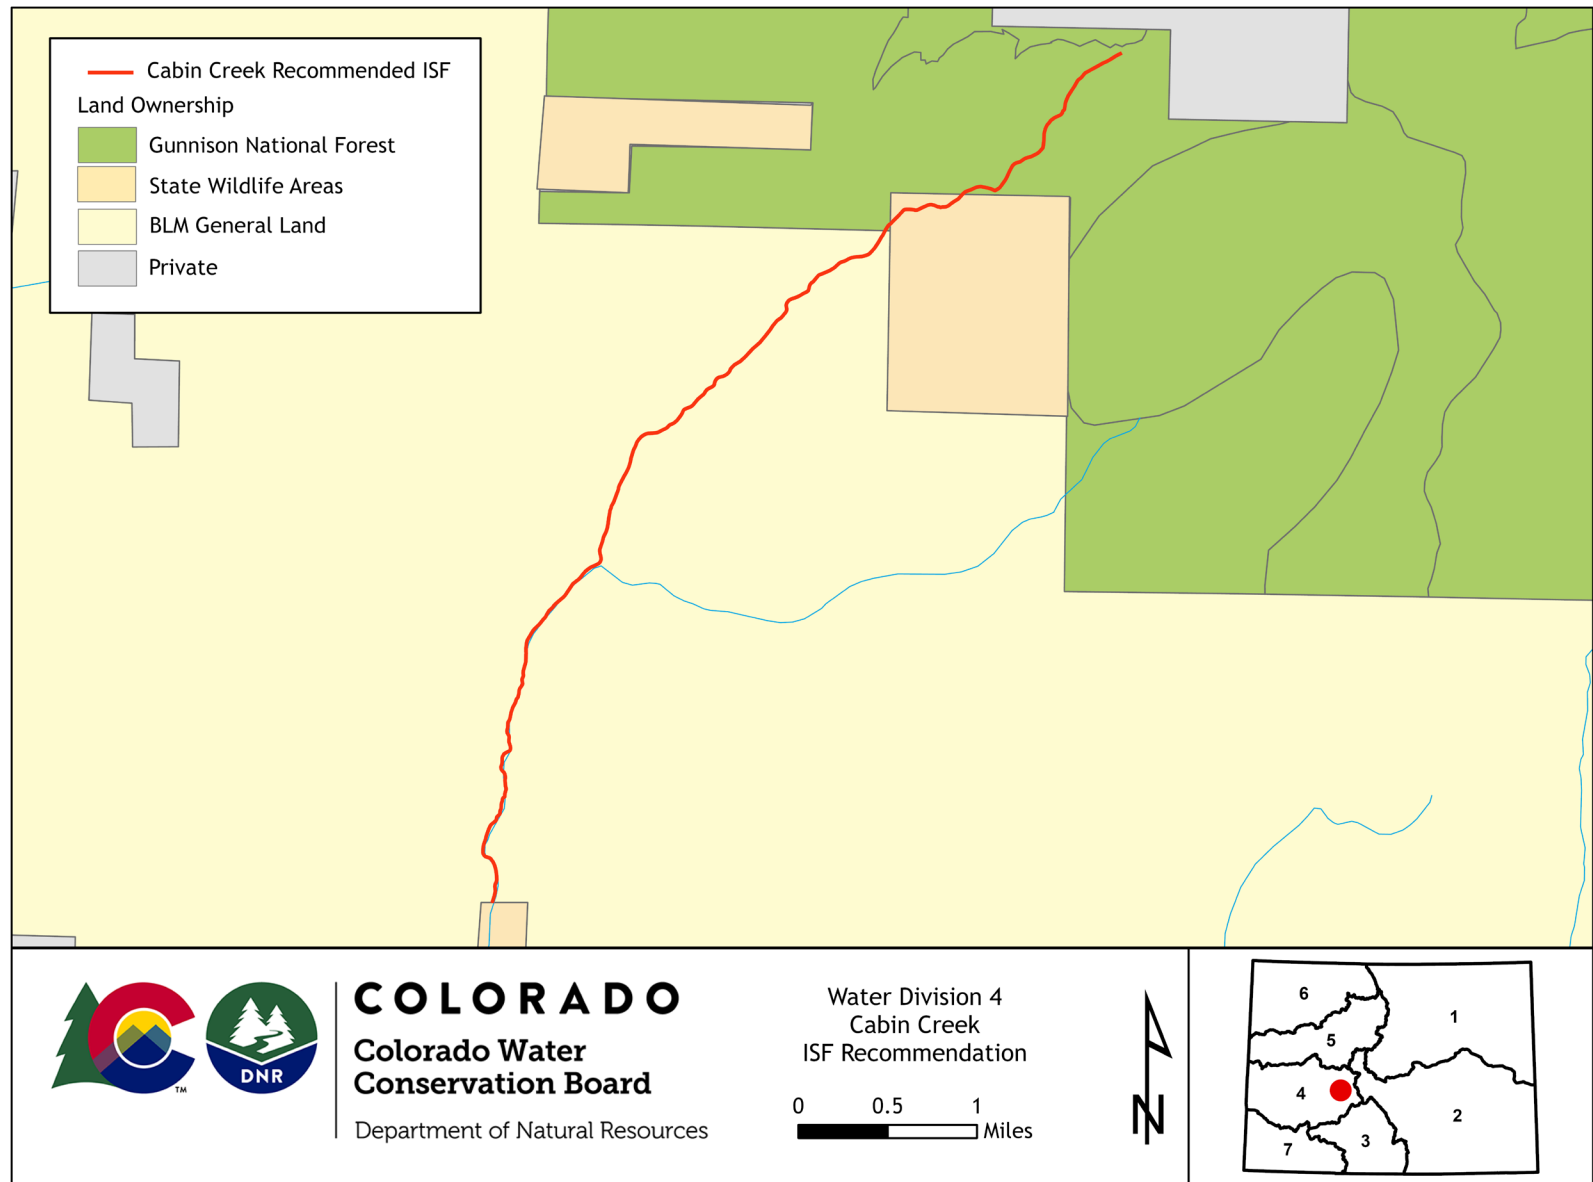 Cabin Creek Recommended ISF
Land Ownership
Gunnison National Forest
State Wildlife Areas
BLM General Land
Private
COLORADO
Colorado Water
Conservation Board
Department of Natural Resources
TM
DNR
Water Division 4
Cabin Creek
ISF Recommendation
0 0.5 1
Miles
N
6
1
5
4
2
3
7